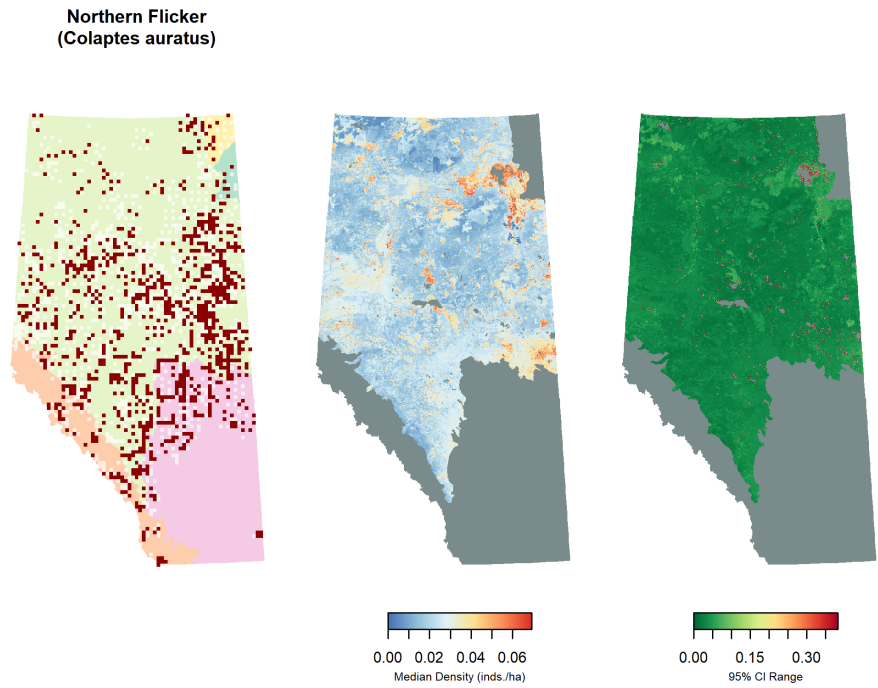 Northern Flicker
(Colaptes auratus)
0.00 0.02 0.04 0.06
Median Density (inds./ha)
0.00 0.15 0.30
95% CI Range